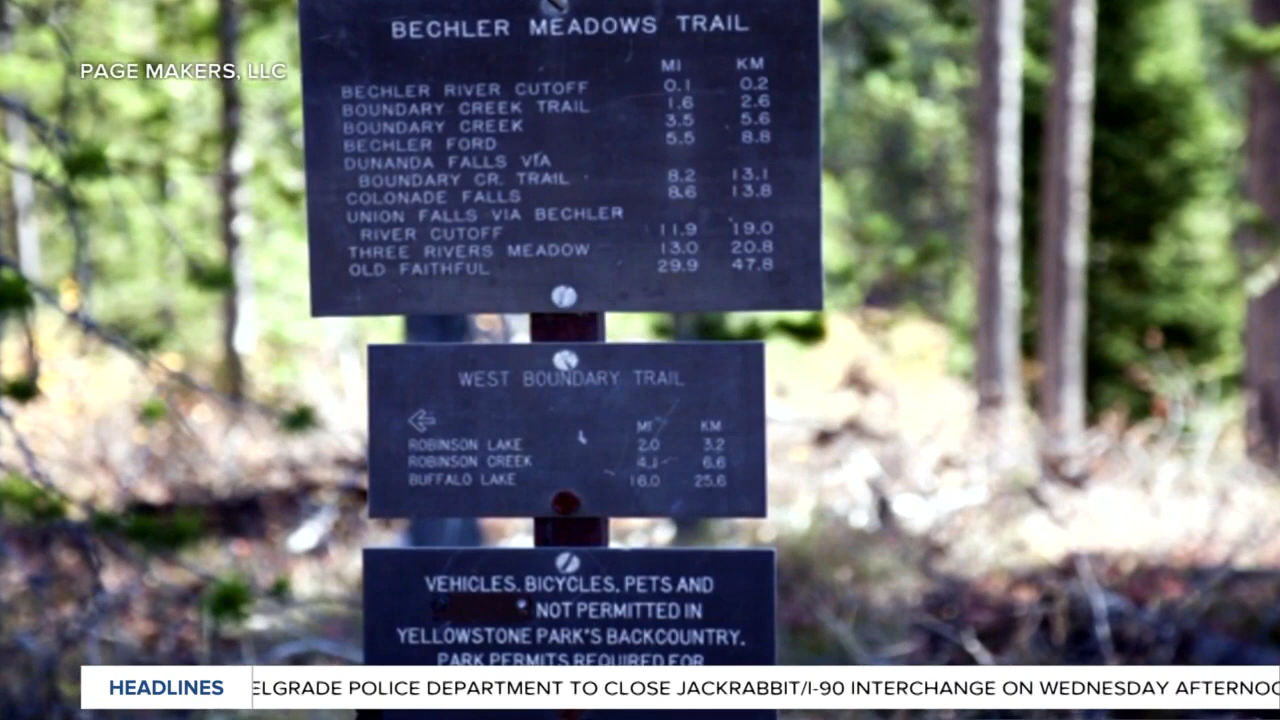 BECHLER MEADOWS TRAIL
PAGE MAKERS, LLC
MI KM
BECHLER RIVER CUTOFF 0.1 0.2
BOUNDARY CREEK TRAIL 1.6 2.6
BOUNDARY CREEK 3.5 5.6
BECHLER FORD 5.5 8.8
DUNANDA FALLS VIA
BOUNDARY CR. TRAIL 8.2 13.1
COLONADE FALLS 8.6 13.8
UNION FALLS VIA BECHLER
RIVER CUTOFF 11.9 19.0
THREE RIVERS MEADOW 13.0 20.8
OLD FAITHFUL 29.9 47.8
WEST BOUNDARY TRAIL
MI KM
ROBINSON LAKE 2.0 3.2
ROBINSON CREEK 4.1 6.6
BUFFALO LAKE 16.0 25.6
VEHICLES, BICYCLES, PETS AND
NOT PERMITTED IN
YELLOWSTONE PARK'S BACKCOUNTRY.
PARK PERMITS REQUIRED FOR
HEADLINES ELGRADE POLICE DEPARTMENT TO CLOSE JACKRABBIT/I-90 INTERCHANGE ON WEDNESDAY AFTERNOO